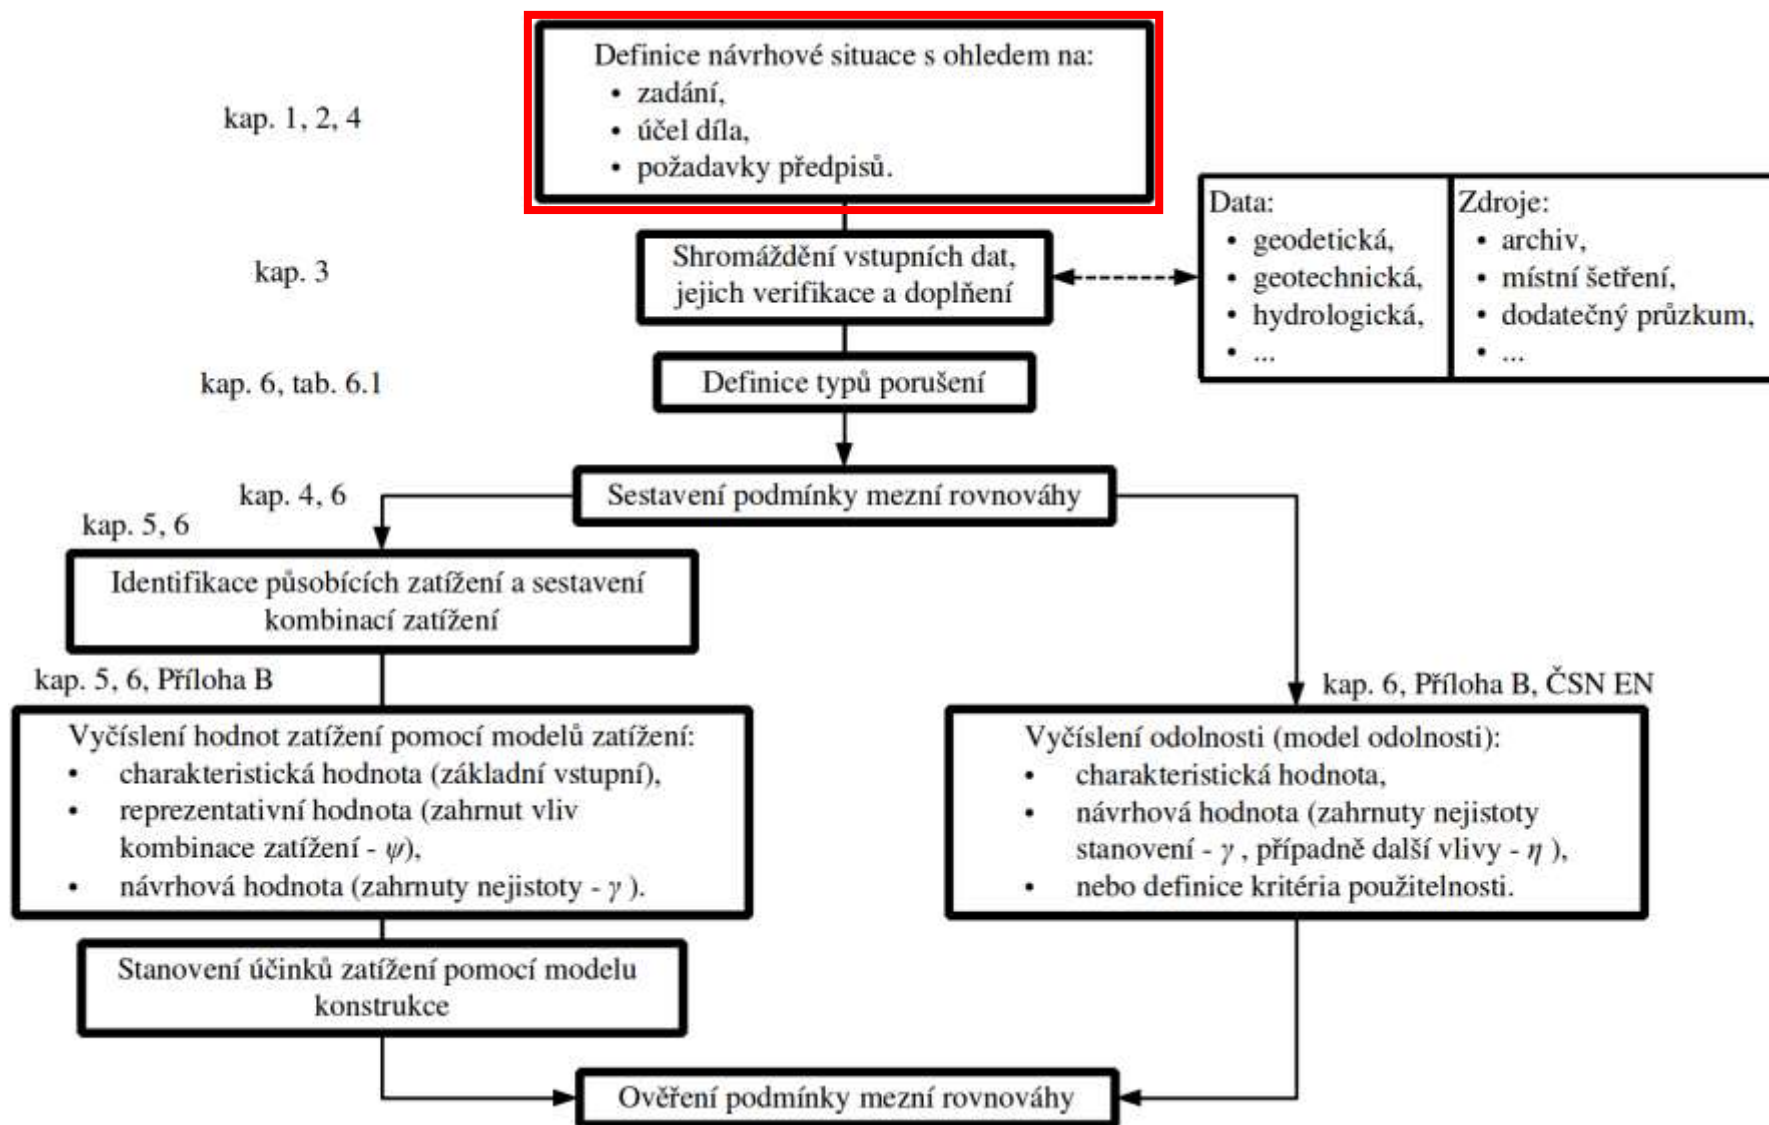 Definice návrhové situace s ohledem na:
• zadání,
kap. 1, 2, 4
• účel díla,
• požadavky předpisů.
Data:
• geodetická,
• geotechnická,
• hydrologická,
• ...
Zdroje:
• archiv,
• místní šetření,
• dodatečný průzkum,
• ...
kap. 3
Shromáždění vstupních dat,
jejich verifikace a doplňení
kap. 6, tab. 6.1
Definice typů porušení
kap. 4, 6
Sestavení podmínky mezní rovnováhy
kap. 5, 6
Identifikace působících zatížení a sestavení
kombinací zatížení
kap. 5, 6, Příloha B
Vyčíslení hodnot zatížení pomocí modelů zatížení:
• charakteristická hodnota (základní vstupní),
• reprezentativní hodnota (zahrnut vliv
kombinace zatížení - ψ),
• návrhová hodnota (zahrnuty nejistoty - γ ).
kap. 6, Příloha B, ČSN EN
Vyčíslení odolnosti (model odolnosti):
• charakteristická hodnota,
• návrhová hodnota (zahrnuty nejistoty
stanovení - γ , případně další vlivy - η ),
• nebo definice kritéria použitelnosti.
Stanovení účinků zatížení pomocí modelu
konstrukce
Ověření podmínky mezní rovnováhy